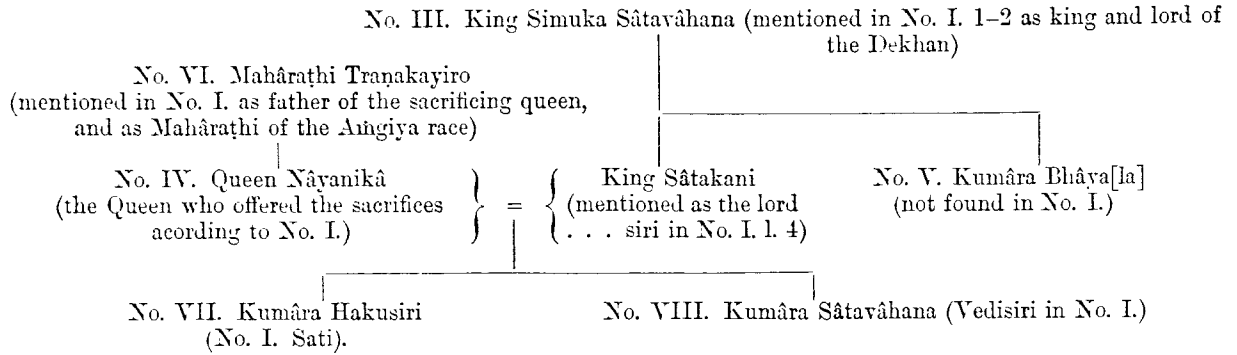 No. III. King Simuka Sâtavâhana (mentioned in No. I. 1–2 as king and lord of
the Dekhan)
No. VI. Mahâraṭhi Traṇakayiro
(mentioned in No. I. as father of the sacrificing queen,
and as Mahâraṭhi of the Aṁgiya race)
No. IV. Queen Nâyanikâ
(the Queen who offered the sacrifices
acording to No. I.)
=
King Sâtakani
(mentioned as the lord
. . . siri in No. I. l. 4)
No. V. Kumâra Bhâya[la]
(not found in No. I.)
No. VII. Kumâra Hakusiri
(No. I. Sati).
No. VIII. Kumâra Sâtavâhana (Vedisiri in No. I.)